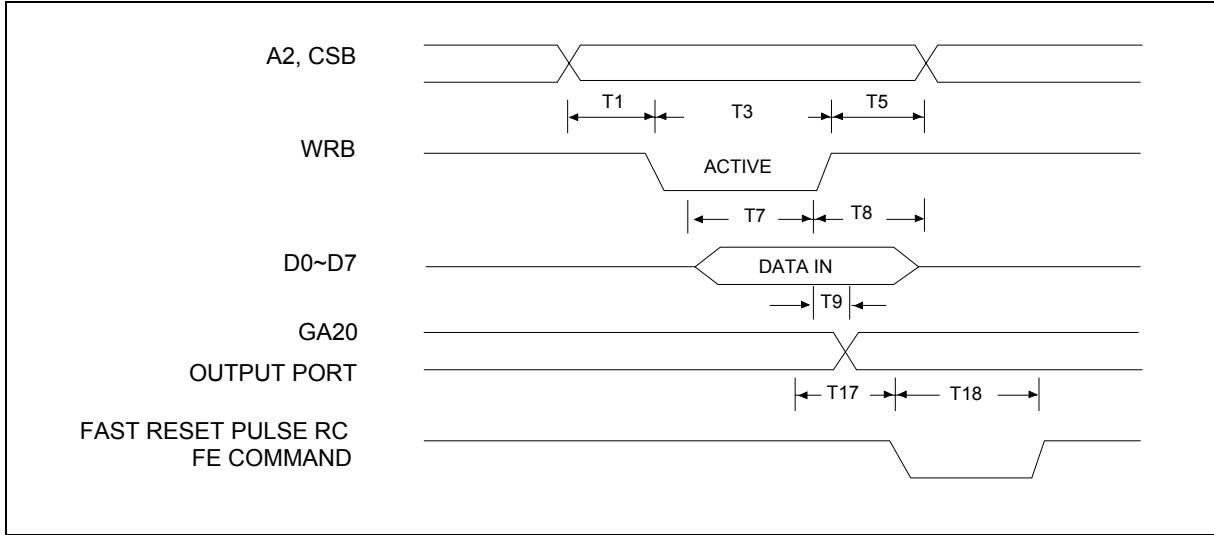 A2, CSB
T1
T3
T5
WRB
ACTIVE
T7
T8
D0~D7
DATA IN
T9
GA20
OUTPUT PORT
T17
T18
FAST RESET PULSE RC
FE COMMAND